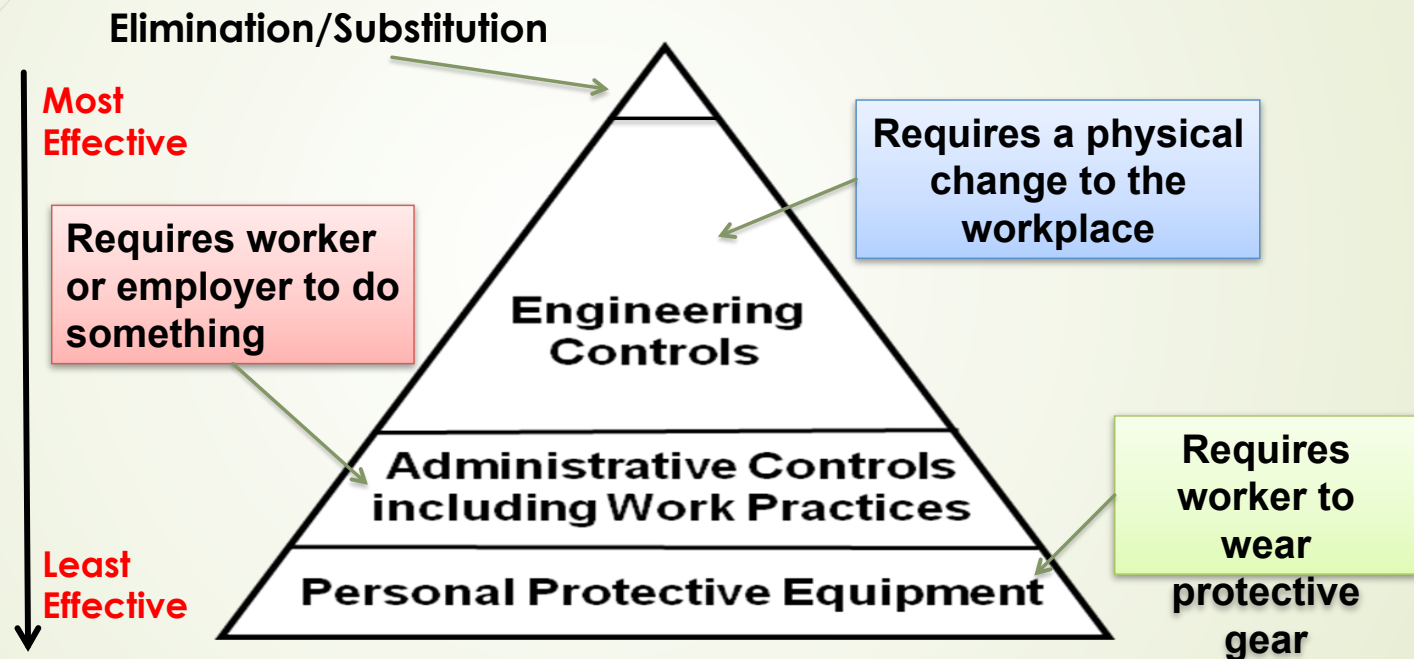 Elimination/Substitution
Most
Effective
Requires a physical
change to the
workplace
Requires worker
or employer to do
something
Engineering
Controls
Administrative Controls
including Work Practices
Requires
worker to
wear
protective
gear
Least
Effective
Personal Protective Equipment